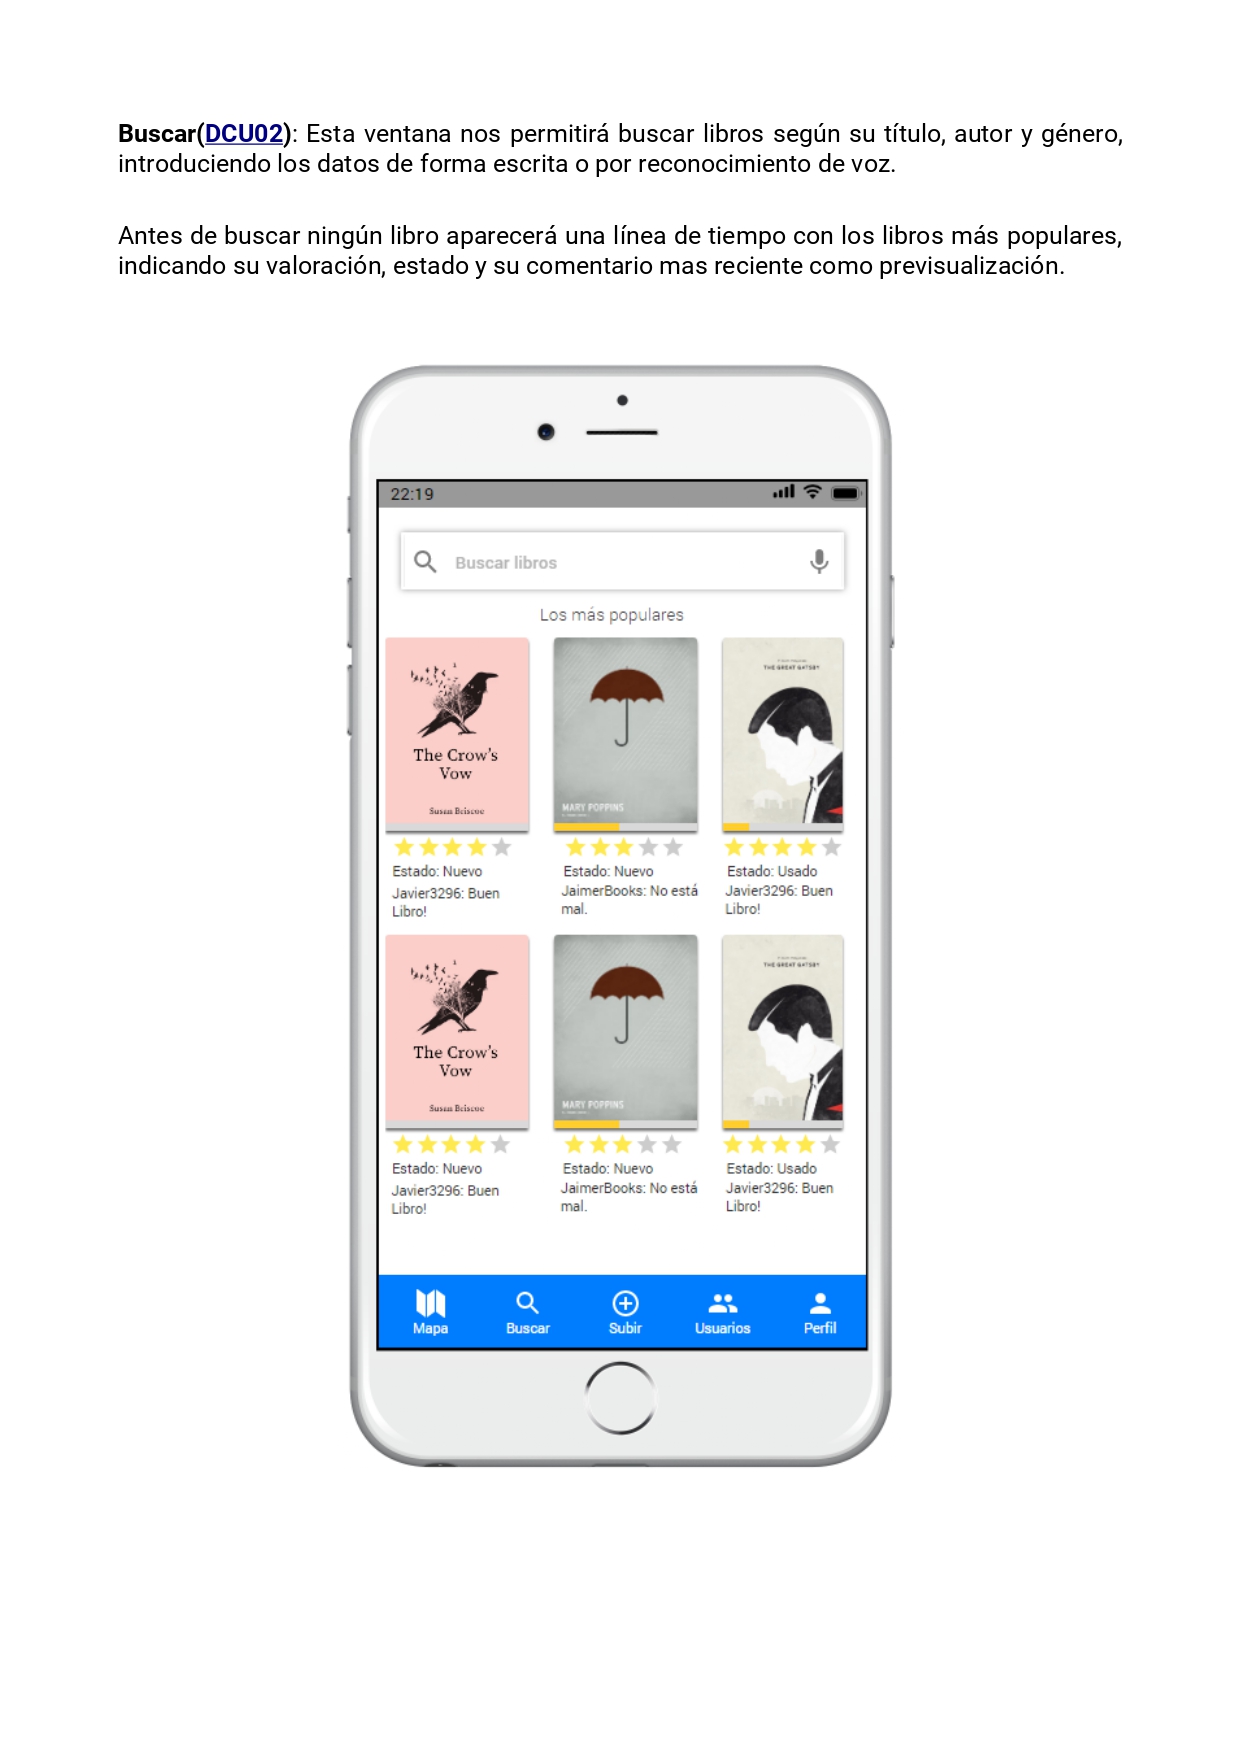 Buscar(DCU02): Esta ventana nos permitirá buscar libros según su título, autor y género,
introduciendo los datos de forma escrita o por reconocimiento de voz.
Antes de buscar ningún libro aparecerá una línea de tiempo con los libros más populares,
indicando su valoración, estado y su comentario mas reciente como previsualización.
22:19
Buscar libros
Los más populares
The Crow's
Vow
Susan Briscoe
MARY POPPINS
THE GREAT GATSBY
Estado: Nuevo
Javier3296: Buen
Libro!
Estado: Nuevo
JaimerBooks: No está
mal.
Estado: Usado
Javier3296: Buen
Libro!
The Crow's
Vow
Susan Briscoe
MARY POPPINS
THE GREAT GATSBY
Estado: Nuevo
Javier3296: Buen
Libro!
Estado: Nuevo
JaimerBooks: No está
mal.
Estado: Usado
Javier3296: Buen
Libro!
Mapa
Buscar
Subir
Usuarios
Perfil